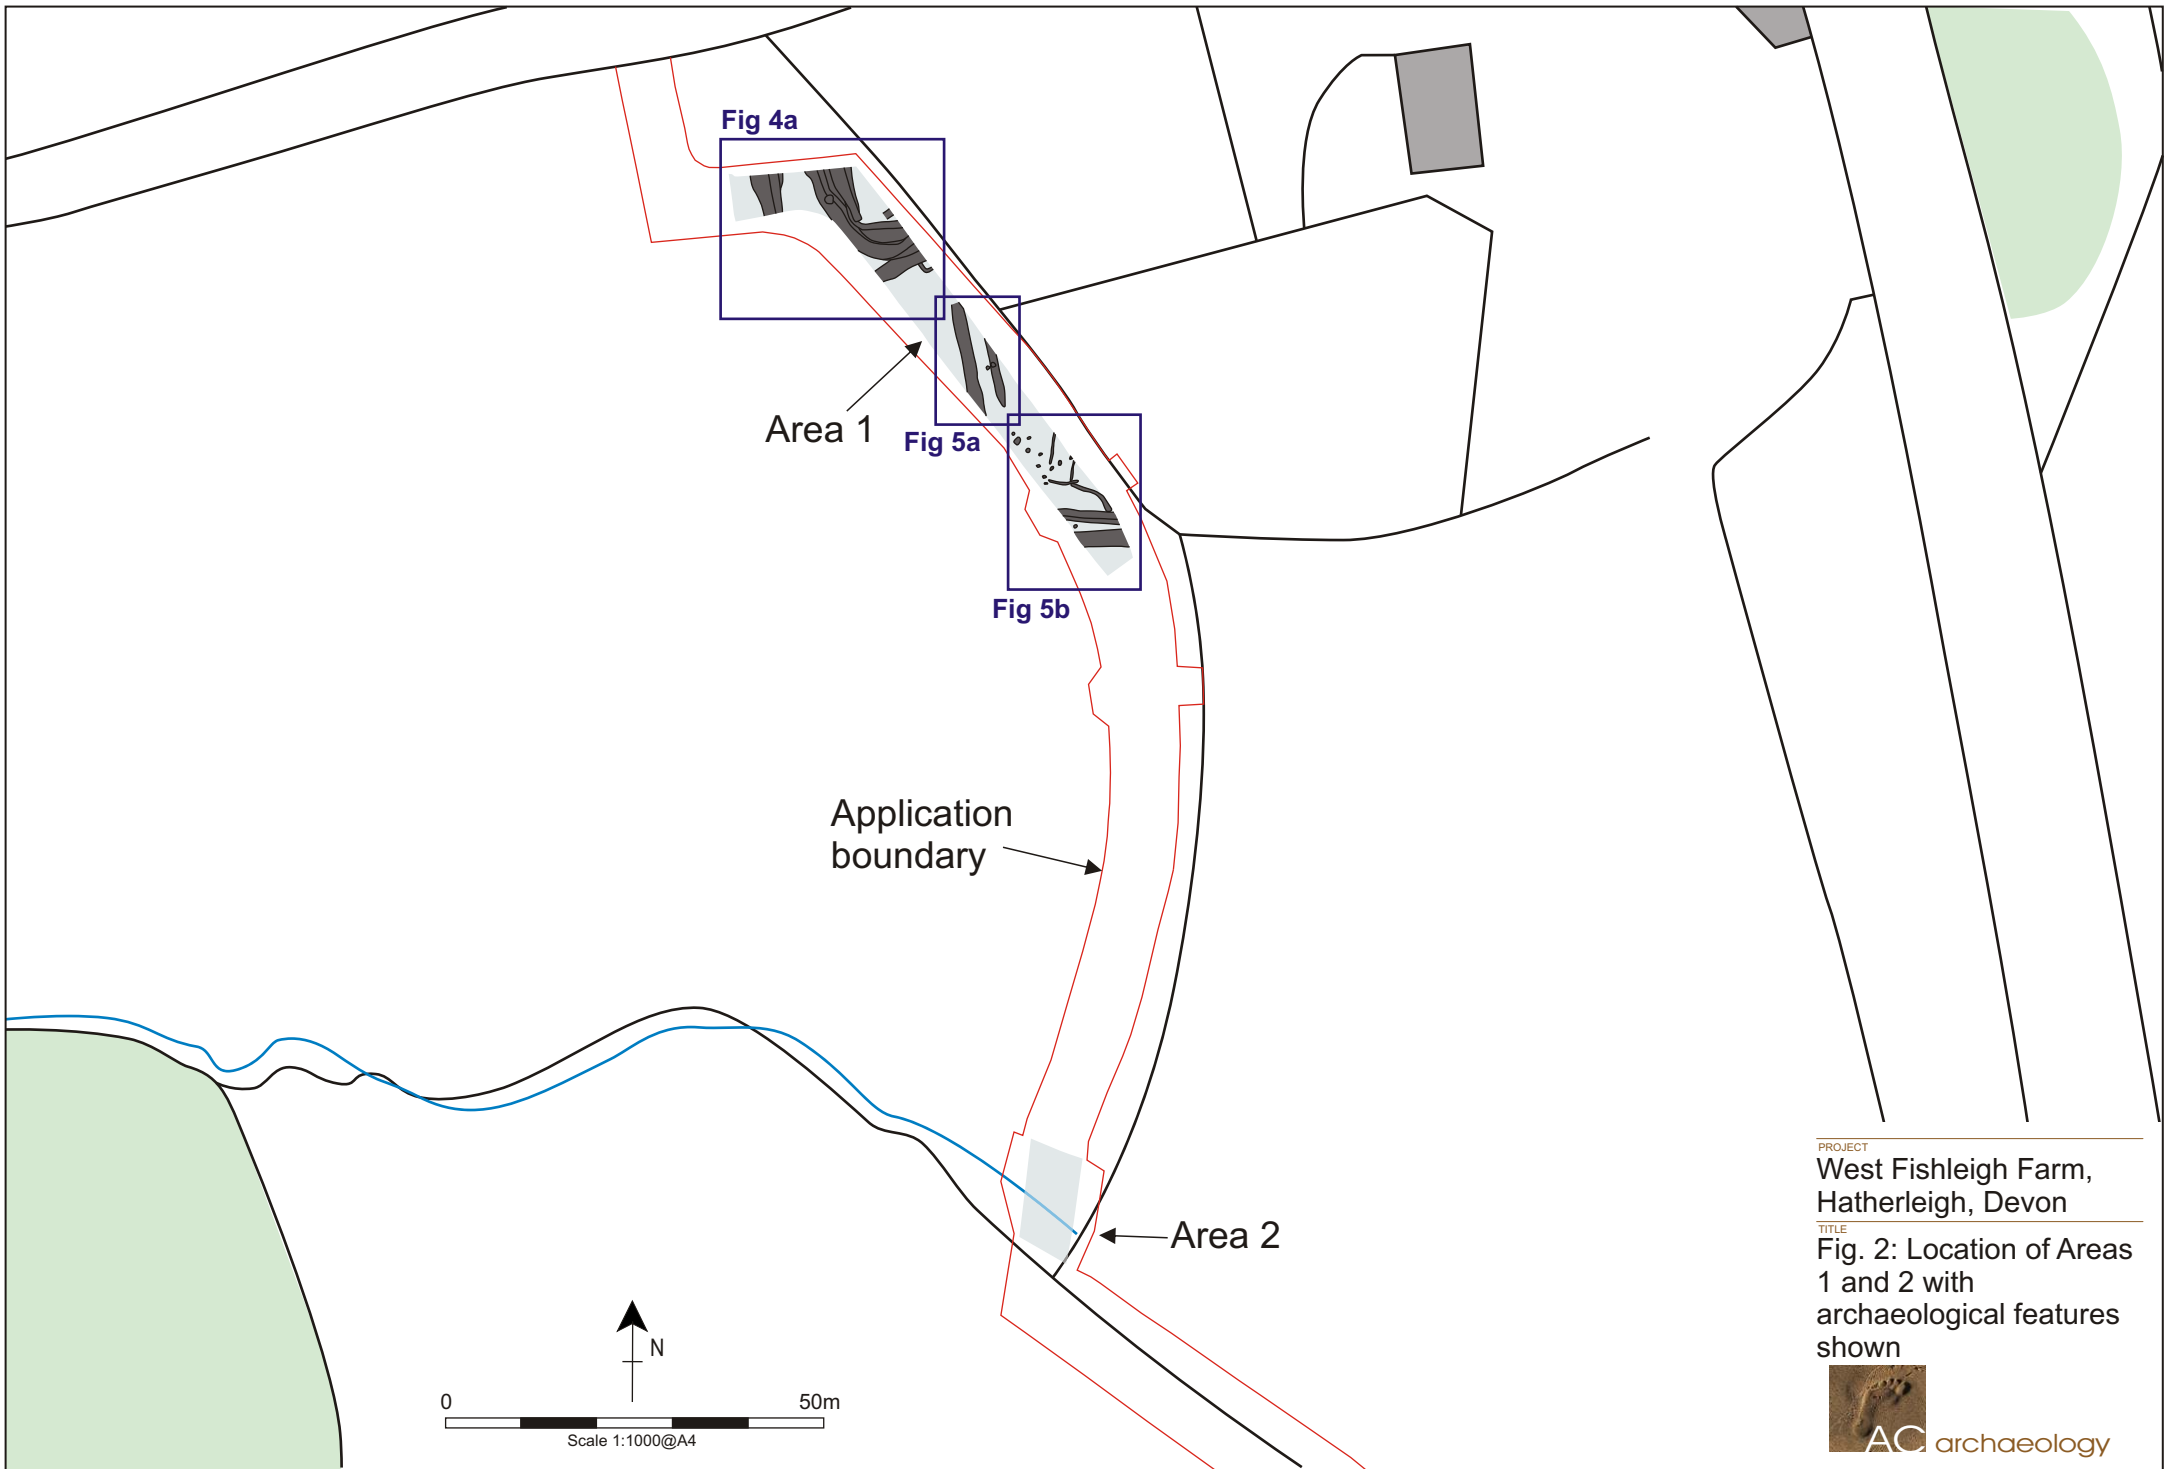 Fig 4a
Area 1
Fig 5a
Fig 5b
Application
boundary
Area 2
N
0 50m
Scale 1:1000@A4
PROJECT
West Fishleigh Farm,
Hatherleigh, Devon
TITLE
Fig. 2: Location of Areas
1 and 2 with
archaeological features
shown
AC archaeology